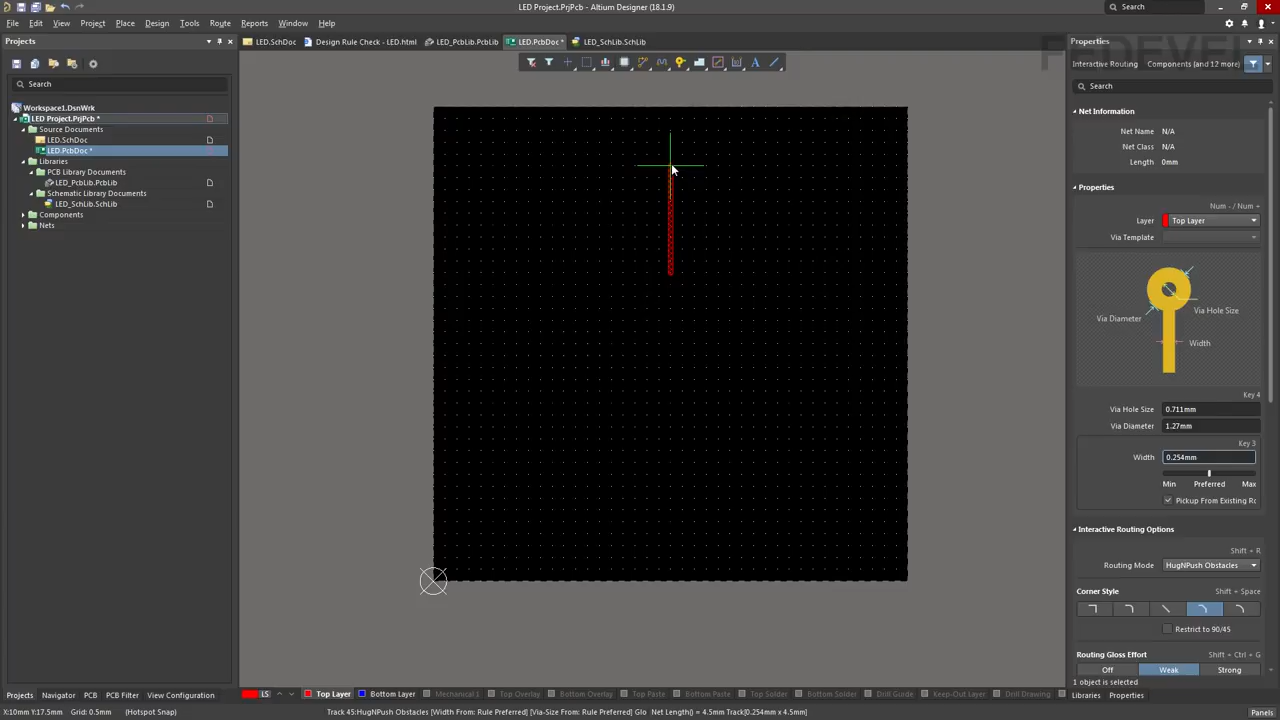 LED Project.PrjPcb - Altium Designer (18.1.9)
Search
File Edit View Project Place Design Tools Route Reports Window Help
Projects
LED.SchDoc
Design Rule Check - LED.html
LED_PcbLib.PcbLib
LED.PcbDoc *
LED_SchLib.SchLib
FEDEVEL
Properties
Interactive Routing Components (and 12 more)
Search
Search
Workspace1.DsnWrk
LED Project.PrjPcb *
Source Documents
LED.SchDoc
LED.PcbDoc *
Libraries
PCB Library Documents
LED_PcbLib.PcbLib
Schematic Library Documents
LED_SchLib.SchLib
Components
Nets
Net Information
Net Name N/A
Net Class N/A
Length 0mm
Properties
Num - / Num +
Layer Top Layer
Via Template
Via Diameter
Via Hole Size
Width
Key 4
Via Hole Size 0.711mm
Via Diameter 1.27mm
Key 3
Width 0.254mm
Min Preferred Max
Pickup From Existing Ro
Interactive Routing Options
Shift + R
Routing Mode HugNPush Obstacles
Corner Style Shift + Space
Restrict to 90/45
Routing Gloss Effort Shift + Ctrl + G
Off Weak Strong
1 object is selected
Projects Navigator PCB PCB Filter View Configuration
LS Top Layer Bottom Layer Mechanical 1 Top Overlay Bottom Overlay Top Paste Bottom Paste Top Solder Bottom Solder Drill Guide Keep-Out Layer Drill Drawing
Libraries Properties
X:10mm Y:17.5mm Grid: 0.5mm (Hotspot Snap)
Track 45:HugNPush Obstacles [Width From: Rule Preferred] [Via-Size From: Rule Preferred] Glo Net Length() = 4.5mm Track[0.254mm x 4.5mm]
Panels